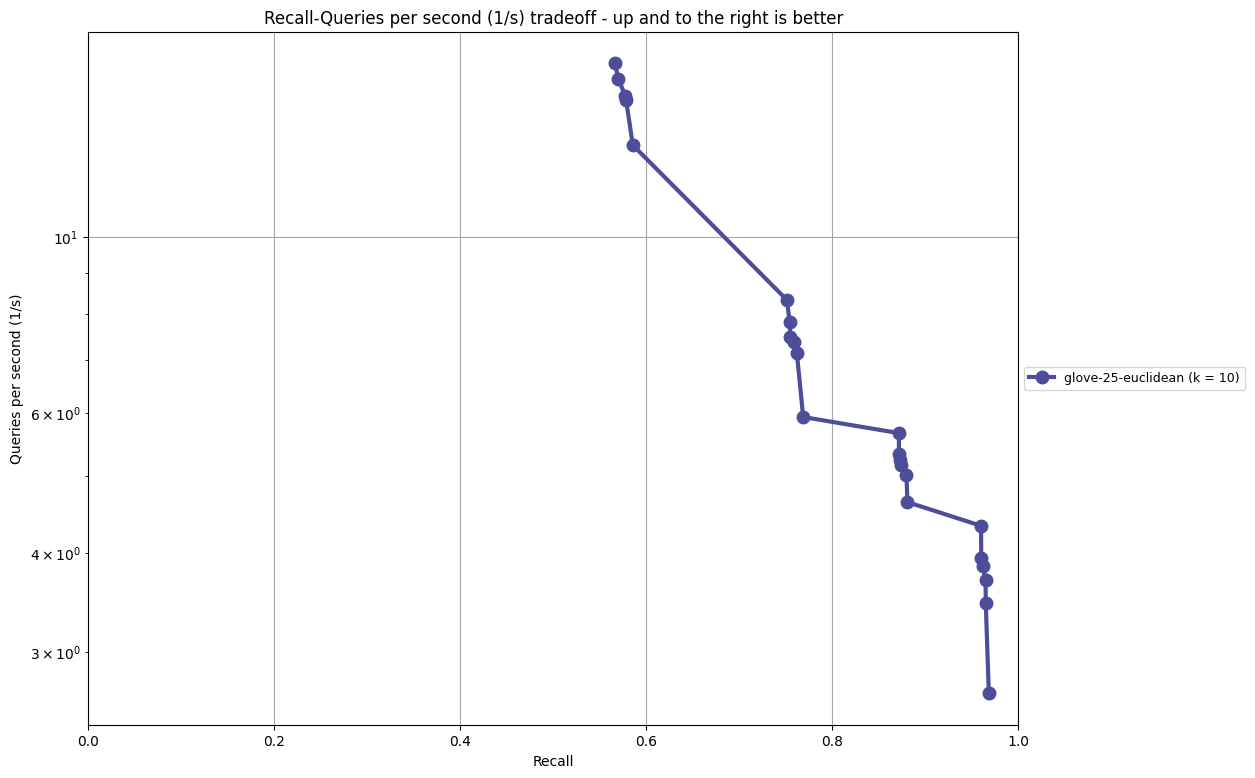 Recall-Queries per second (1/s) tradeoff - up and to the right is better
10¹
6 × 10⁰
4 × 10⁰
3 × 10⁰
Queries per second (1/s)
0.0 0.2 0.4 0.6 0.8 1.0
Recall
glove-25-euclidean (k = 10)